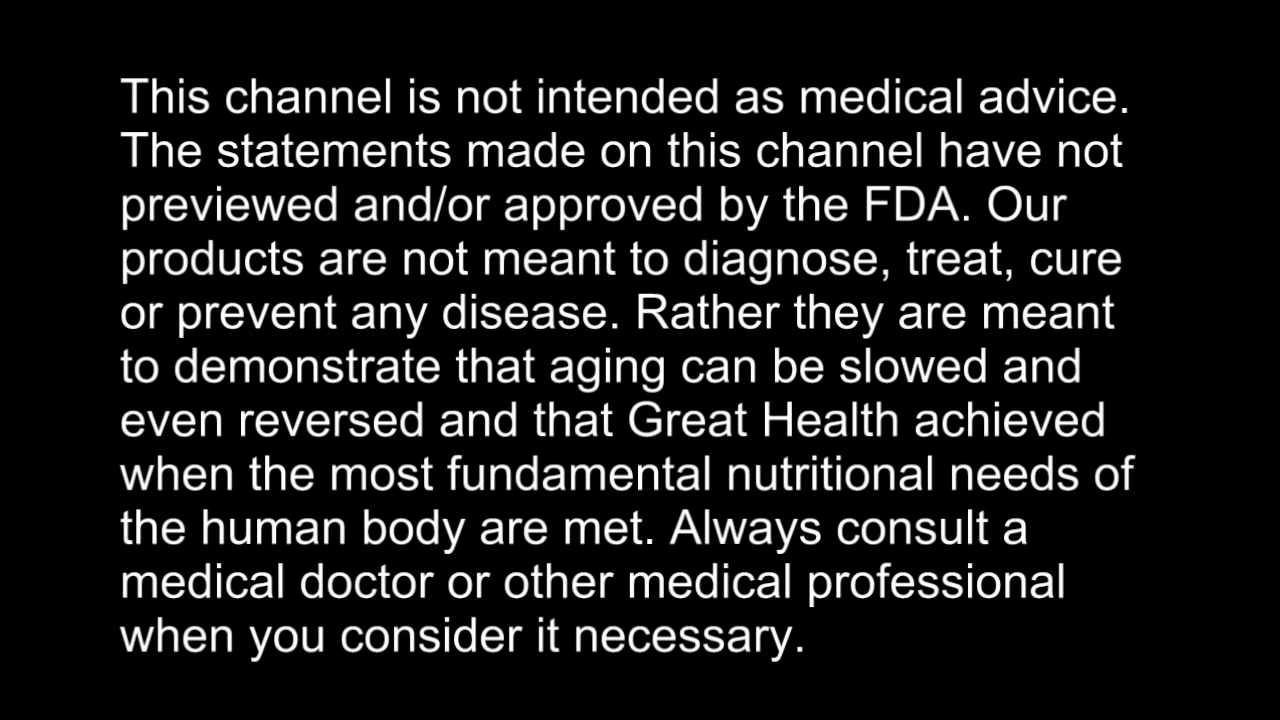 This channel is not intended as medical advice.
The statements made on this channel have not
previewed and/or approved by the FDA. Our
products are not meant to diagnose, treat, cure
or prevent any disease. Rather they are meant
to demonstrate that aging can be slowed and
even reversed and that Great Health achieved
when the most fundamental nutritional needs of
the human body are met. Always consult a
medical doctor or other medical professional
when you consider it necessary.